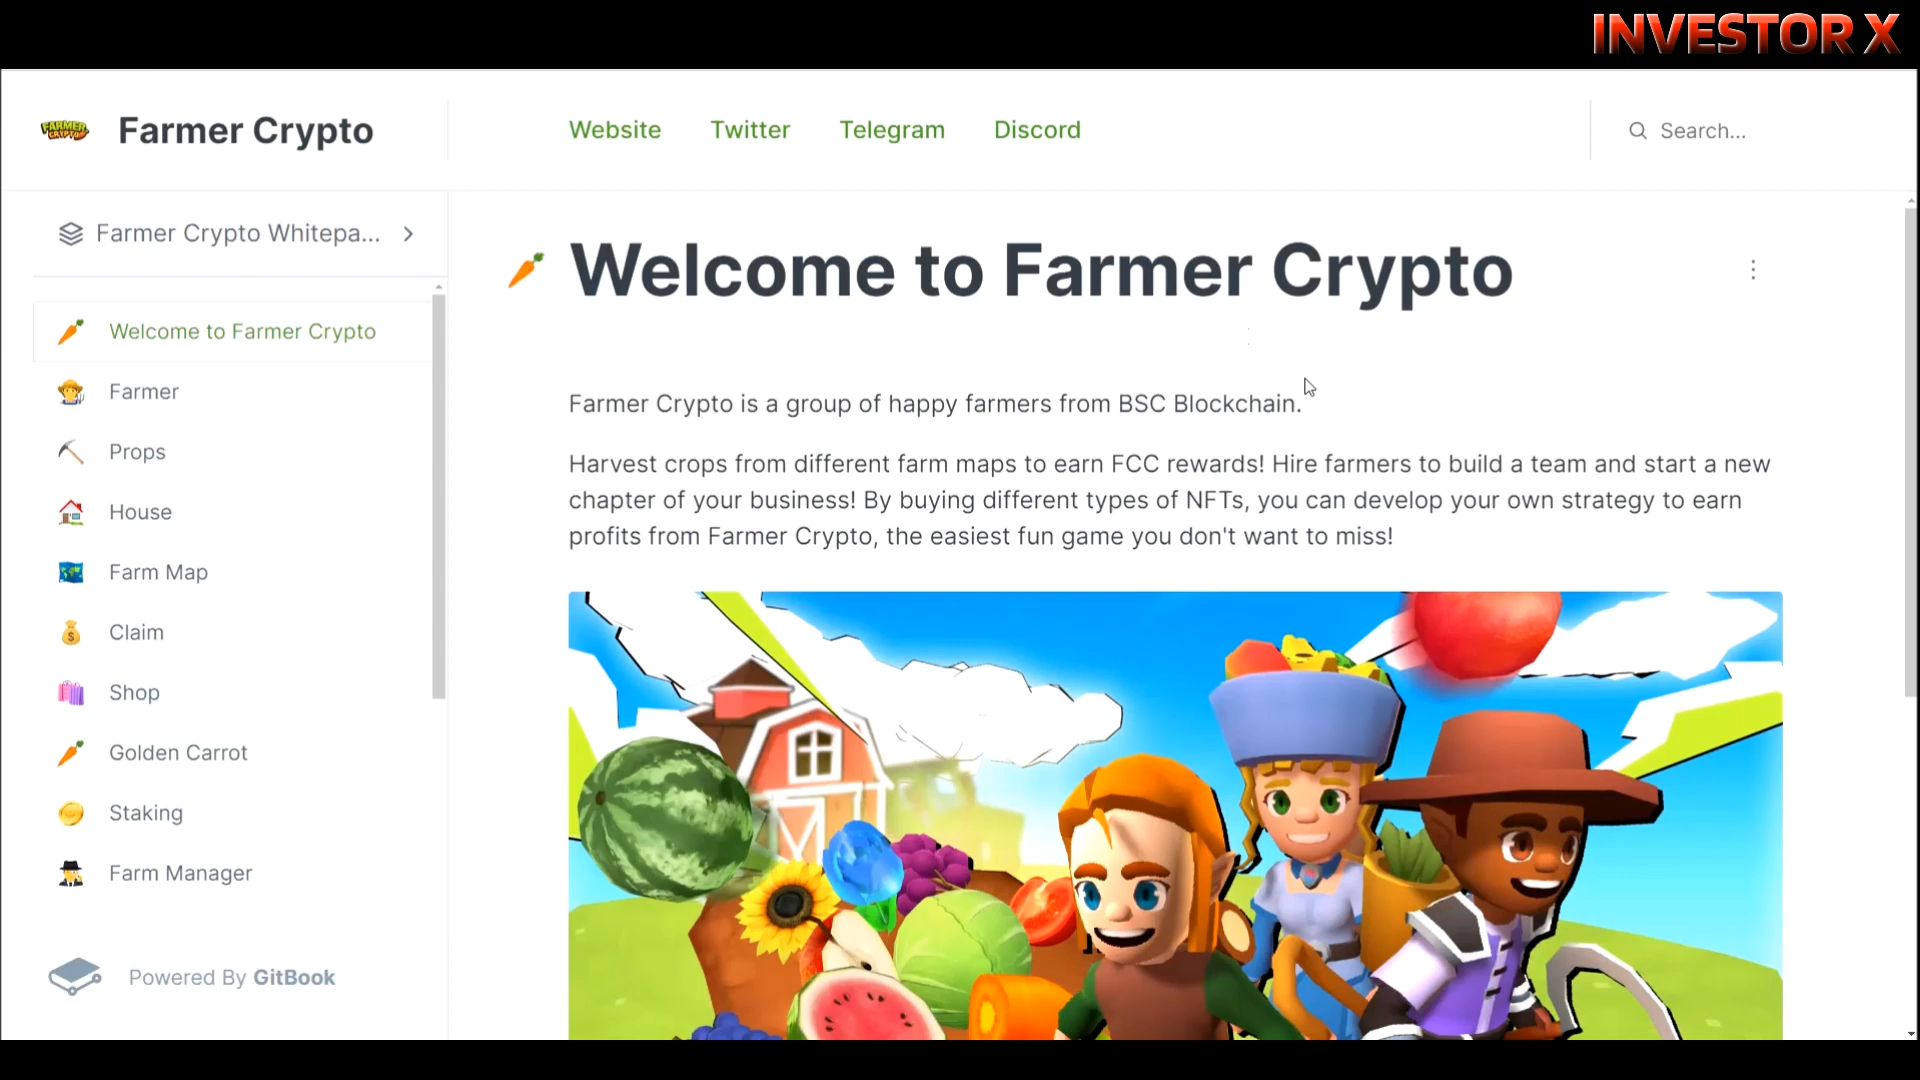 INVESTOR X
FARMER CRYPTO
Farmer Crypto
Website
Twitter
Telegram
Discord
Search...
Farmer Crypto Whitepa...
Welcome to Farmer Crypto
Farmer
Props
House
Farm Map
Claim
Shop
Golden Carrot
Staking
Farm Manager
Powered By GitBook
Welcome to Farmer Crypto
Farmer Crypto is a group of happy farmers from BSC Blockchain.
Harvest crops from different farm maps to earn FCC rewards! Hire farmers to build a team and start a new
chapter of your business! By buying different types of NFTs, you can develop your own strategy to earn
profits from Farmer Crypto, the easiest fun game you don't want to miss!